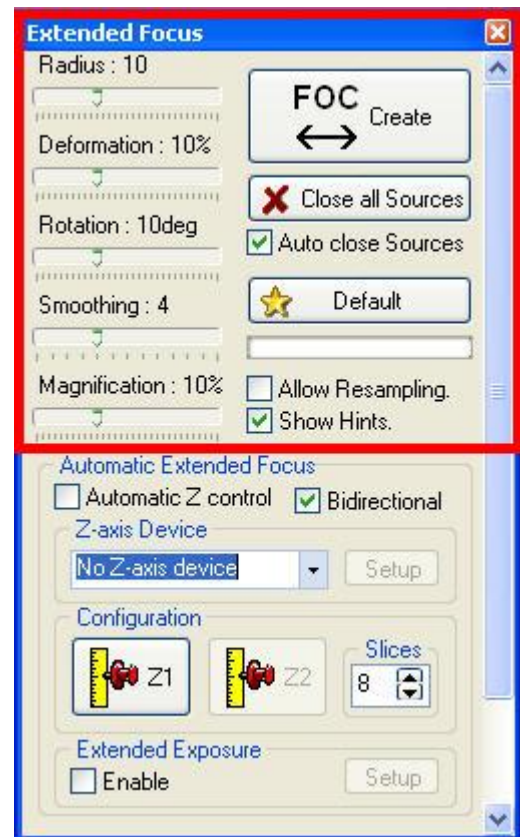 Extended Focus
Radius : 10
FOC
Create
Deformation : 10%
Close all Sources
Rotation : 10deg
Auto close Sources
Smoothing : 4
Default
Magnification : 10%
Allow Resampling.
Show Hints.
Automatic Extended Focus
Automatic Z control
Bidirectional
Z-axis Device
No Z-axis device
Setup
Configuration
Z1
Z2
Slices
8
Extended Exposure
Enable
Setup